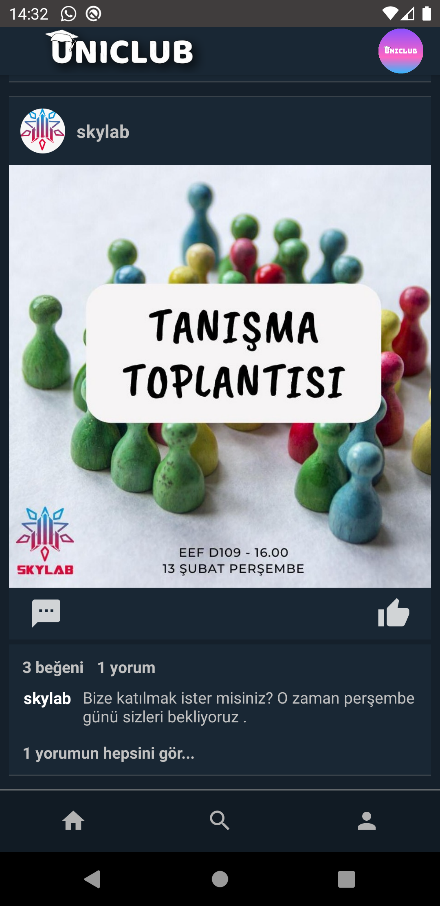 14:32
UNICLUB
UNICLUB
skylab
TANIŞMA
TOPLANTISI
SKYLAB
EEF D109 - 16.00
13 ŞUBAT PERŞEMBE
3 beğeni 1 yorum
skylab Bize katılmak ister misiniz? O zaman perşembe
günü sizleri bekliyoruz .
1 yorumun hepsini gör...